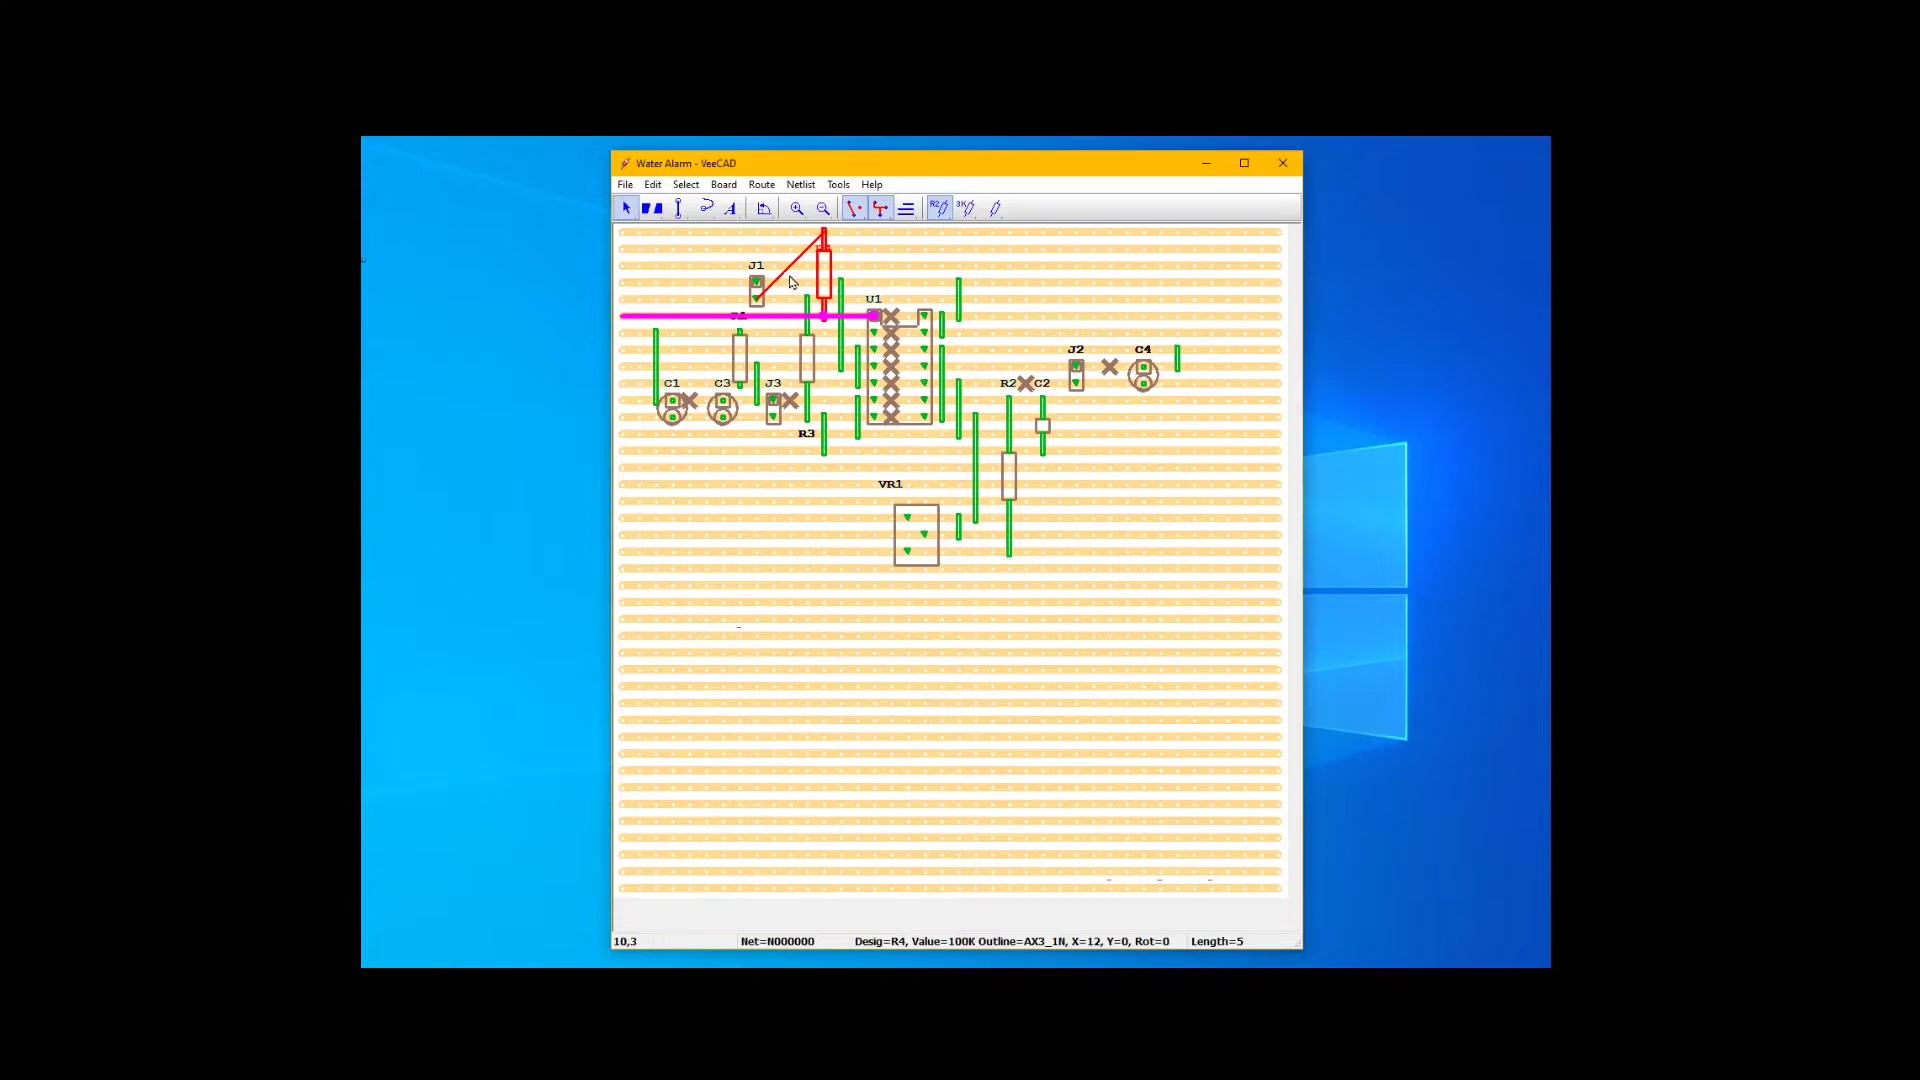 Water Alarm - VeeCAD
File Edit Select Board Route Netlist Tools Help
A R2 3K
J1
U1
J2 C4
C1 C3 J3 R2 C2
R3
VR1
10,3 Net=N000000 Desig=R4, Value=100K Outline=AX3_1N, X=12, Y=0, Rot=0 Length=5